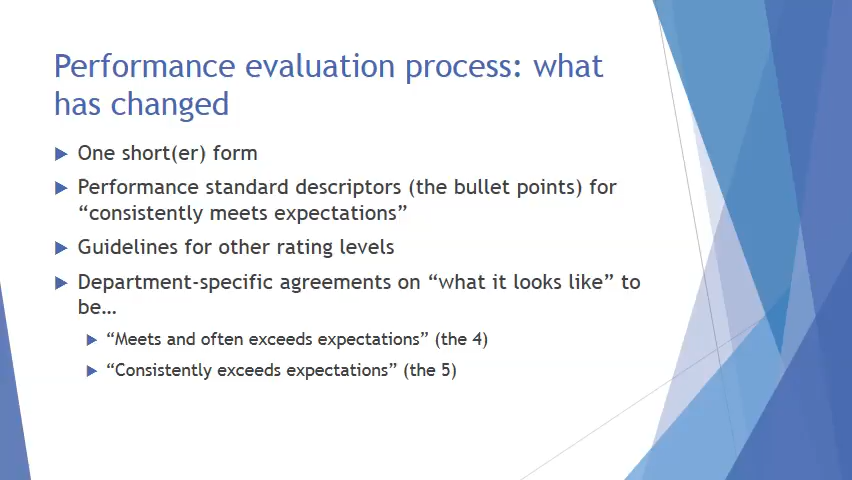 Performance evaluation process: what
has changed
One short(er) form
Performance standard descriptors (the bullet points) for
“consistently meets expectations”
Guidelines for other rating levels
Department-specific agreements on “what it looks like” to
be…
“Meets and often exceeds expectations” (the 4)
“Consistently exceeds expectations” (the 5)